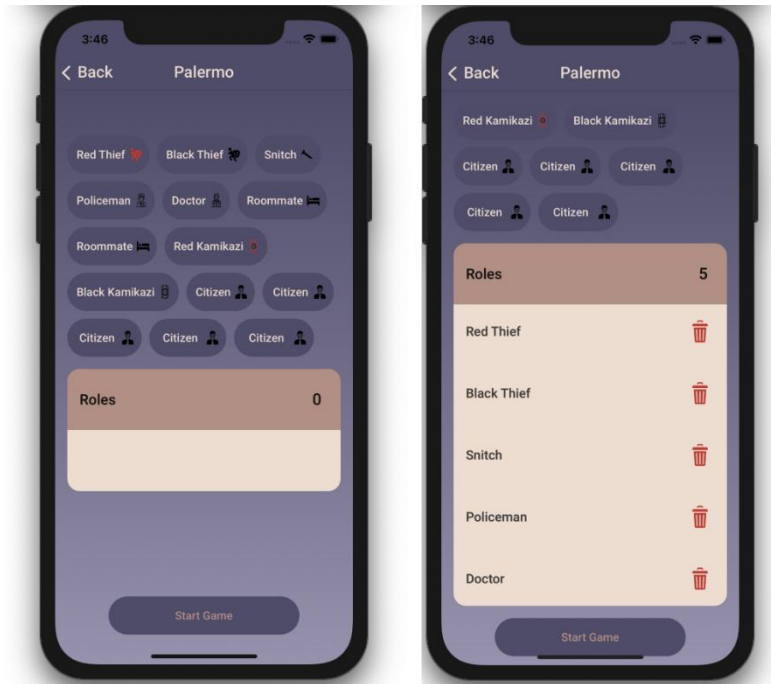 3:46
Back Palermo
Red Thief Black Thief Snitch
Policeman Doctor Roommate
Roommate Red Kamikazi
Black Kamikazi Citizen Citizen
Citizen Citizen Citizen
Roles 0
Start Game
3:46
Back Palermo
Red Kamikazi Black Kamikazi
Citizen Citizen Citizen
Citizen Citizen
Roles 5
Red Thief
Black Thief
Snitch
Policeman
Doctor
Start Game